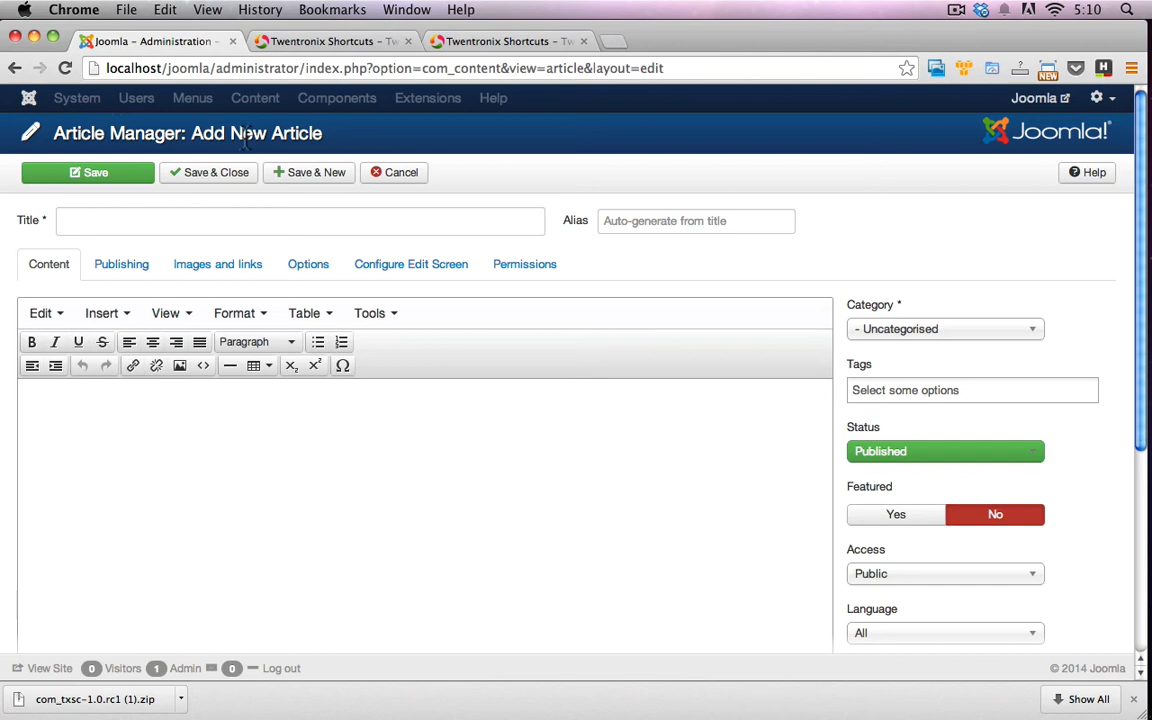 Chrome File Edit View History Bookmarks Window Help 5:10
Joomla - Administration - Twentronix Shortcuts - Tw Twentronix Shortcuts - Tw
localhost/joomla/administrator/index.php?option=com_content&view=article&layout=edit NEW H
System Users Menus Content Components Extensions Help Joomla
Article Manager: Add New Article Joomla!
Save Save & Close Save & New Cancel Help
Title * Alias Auto-generate from title
Content Publishing Images and links Options Configure Edit Screen Permissions
Edit Insert View Format Table Tools
B I U S Paragraph
X₂ X² Ω
Category *
- Uncategorised
Tags
Select some options
Status
Published
Featured
Yes No
Access
Public
Language
All
View Site 0 Visitors 1 Admin 0 Log out © 2014 Joomla
com_txsc-1.0.rc1 (1).zip Show All